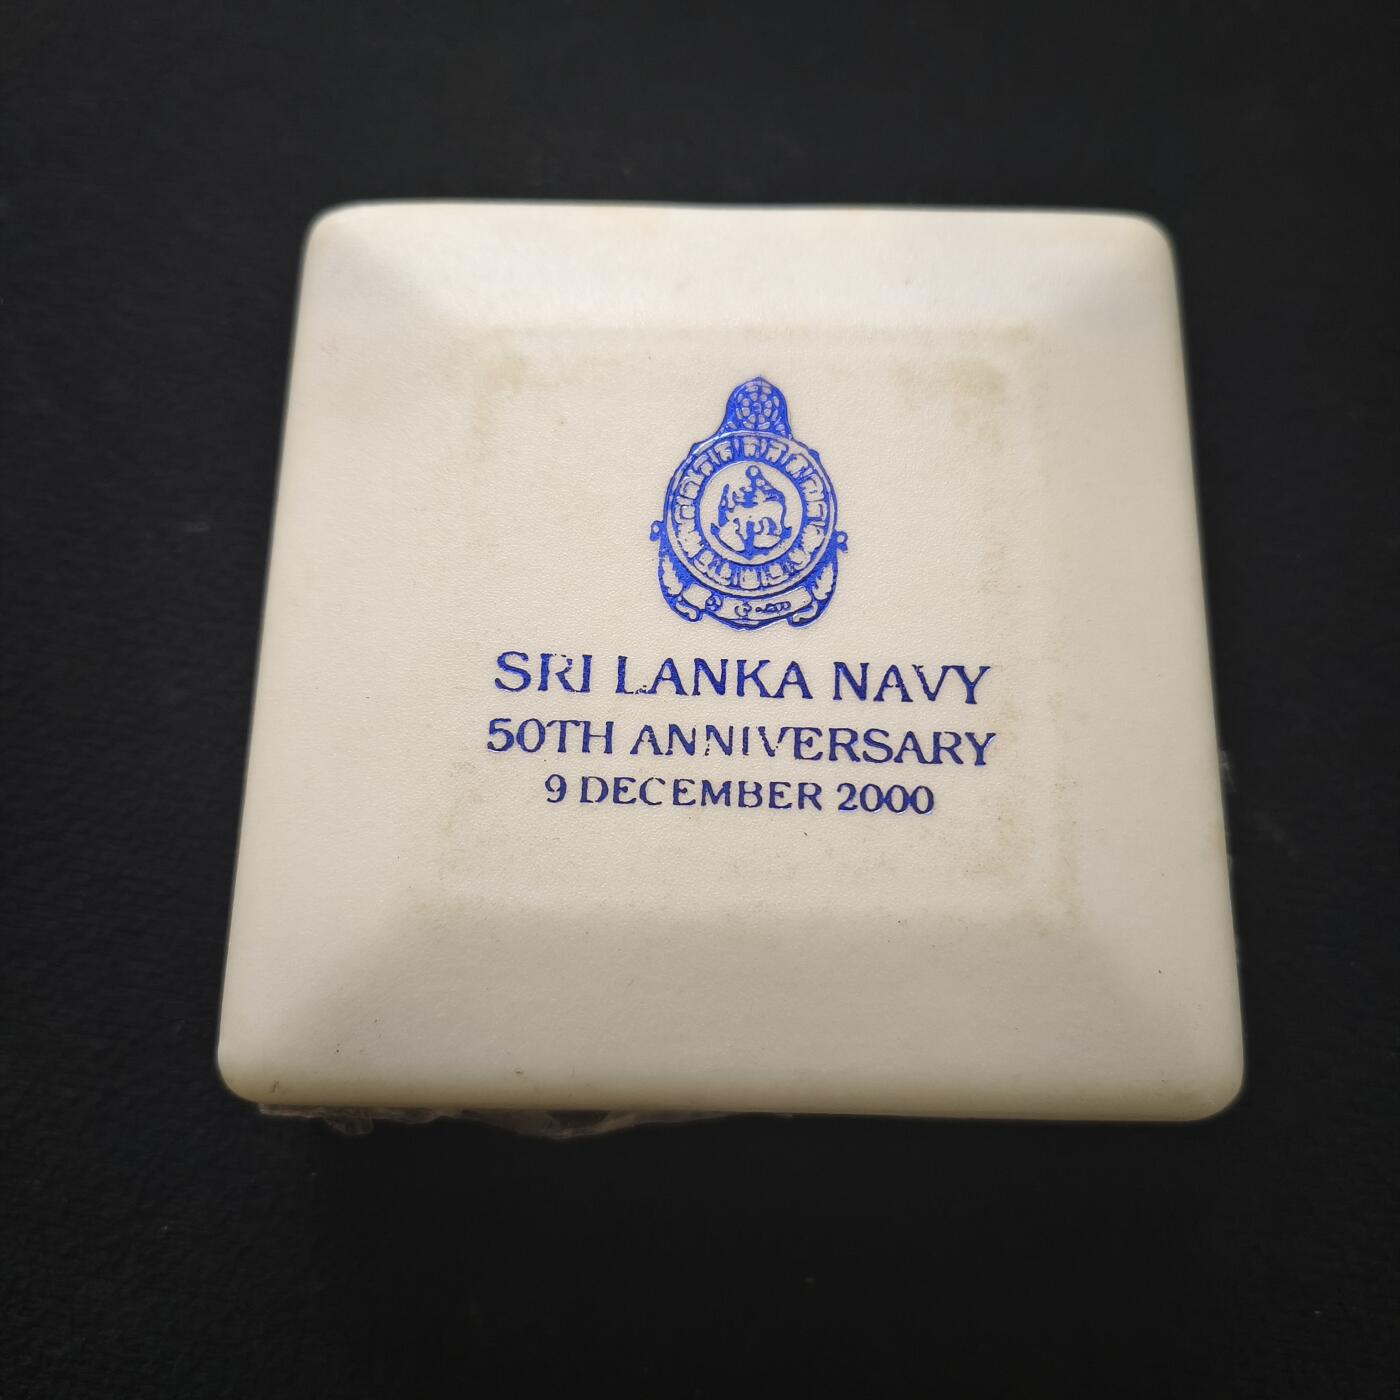 SRI LANKA NAVY
50TH ANNIVERSARY
9 DECEMBER 2000